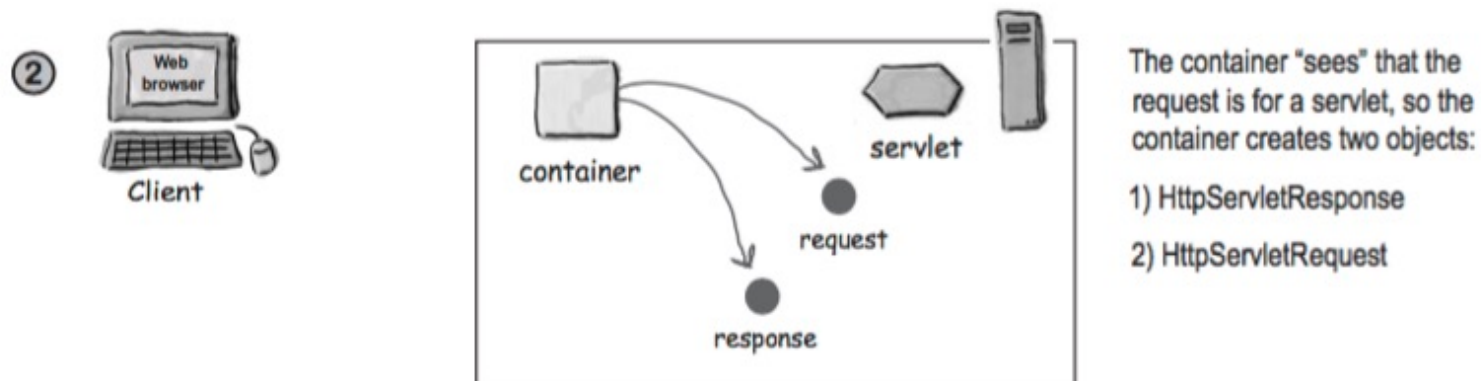 ②
Web
browser
Client
container
servlet
request
response
The container “sees” that the
request is for a servlet, so the
container creates two objects:
1) HttpServletResponse
2) HttpServletRequest